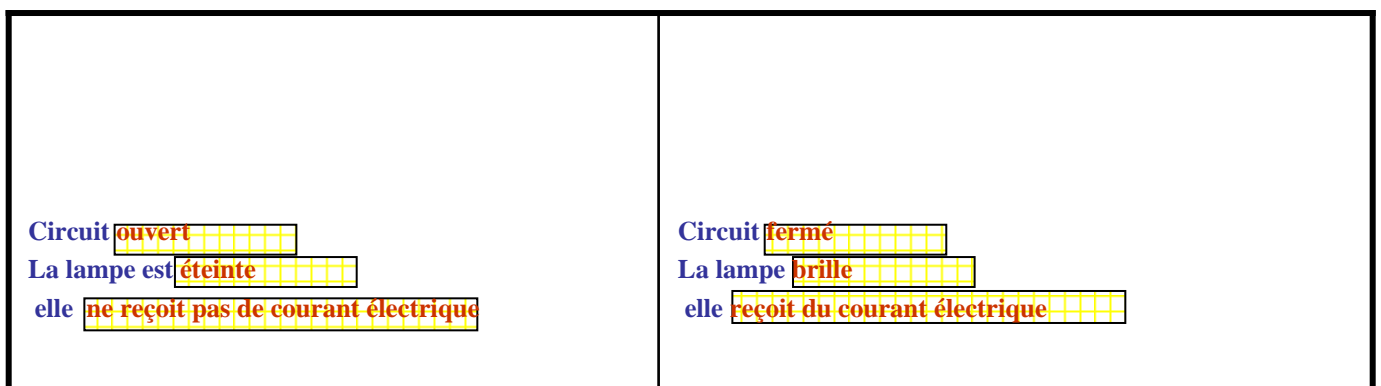 Circuit ouvert
La lampe est éteinte
elle ne reçoit pas de courant électrique
Circuit fermé
La lampe brille
elle reçoit du courant électrique